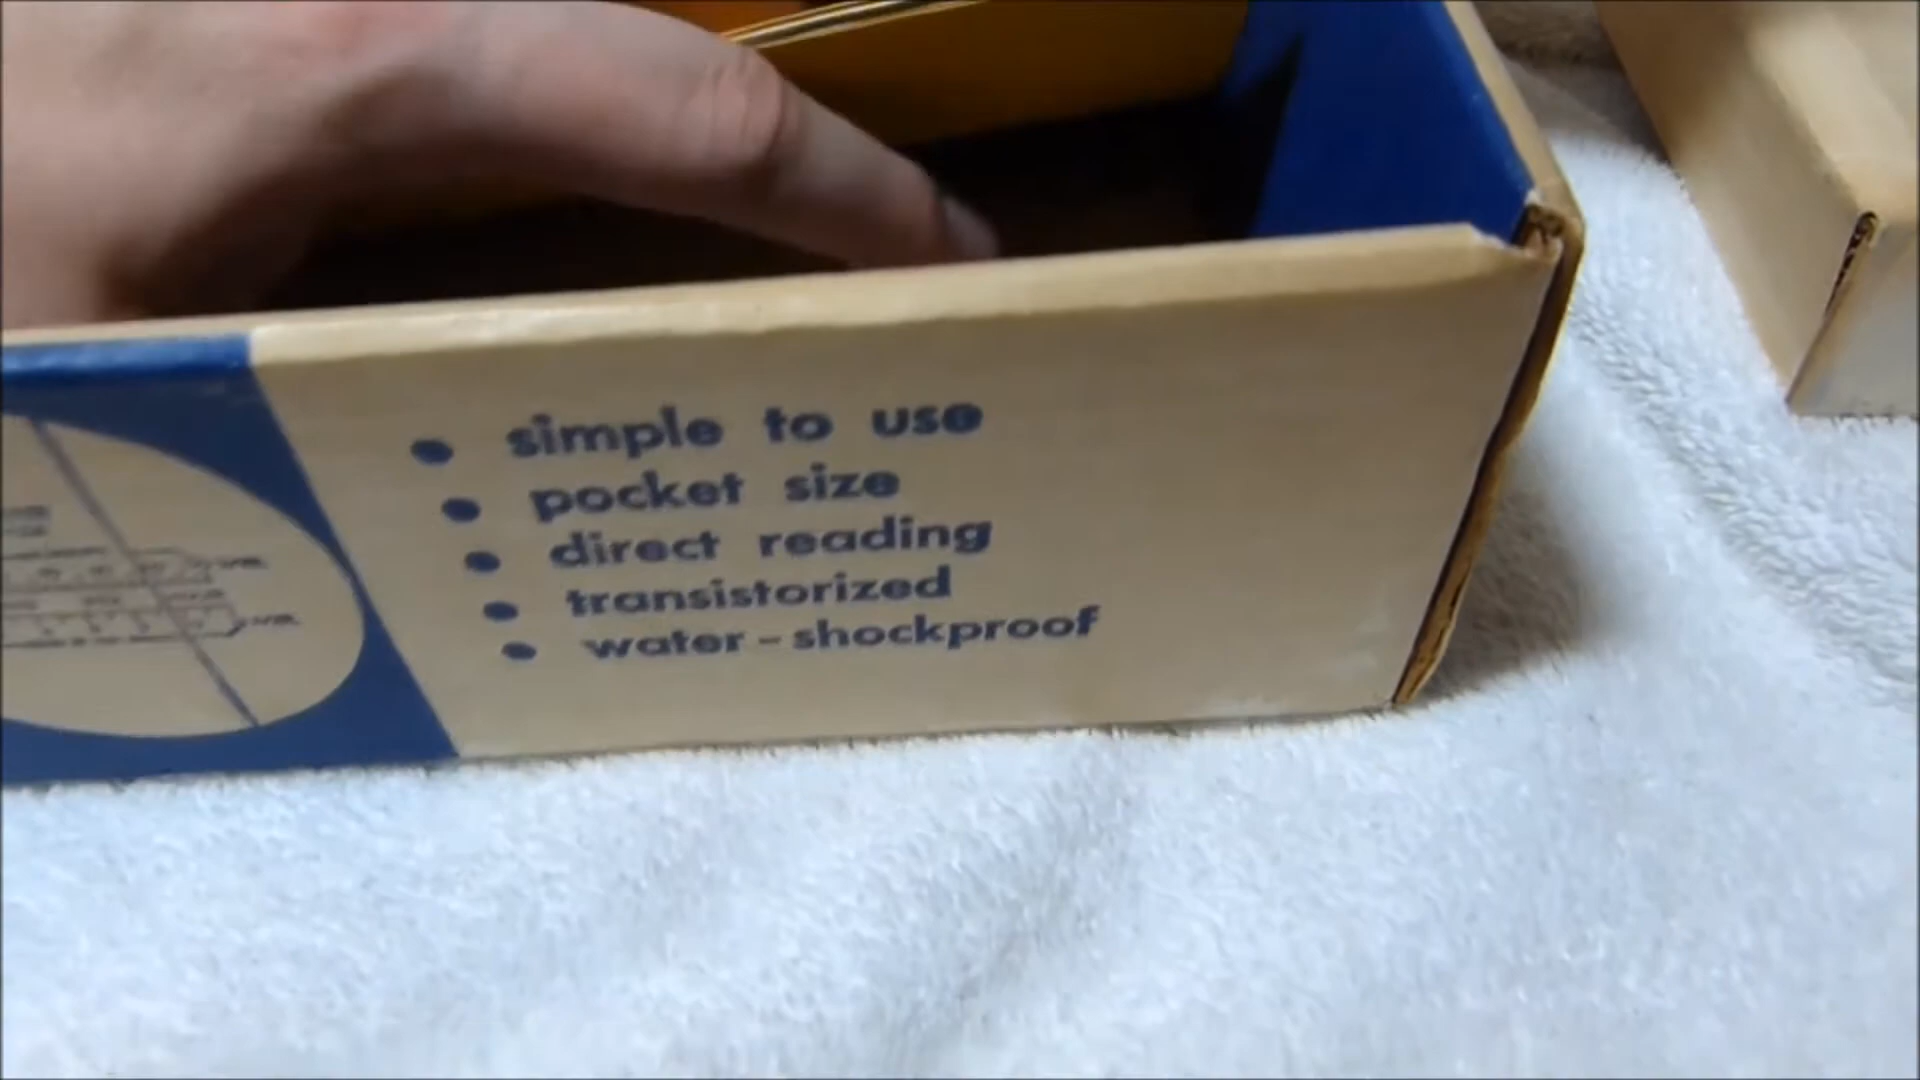 • simple to use
• pocket size
• direct reading
• transistorized
• water-shockproof